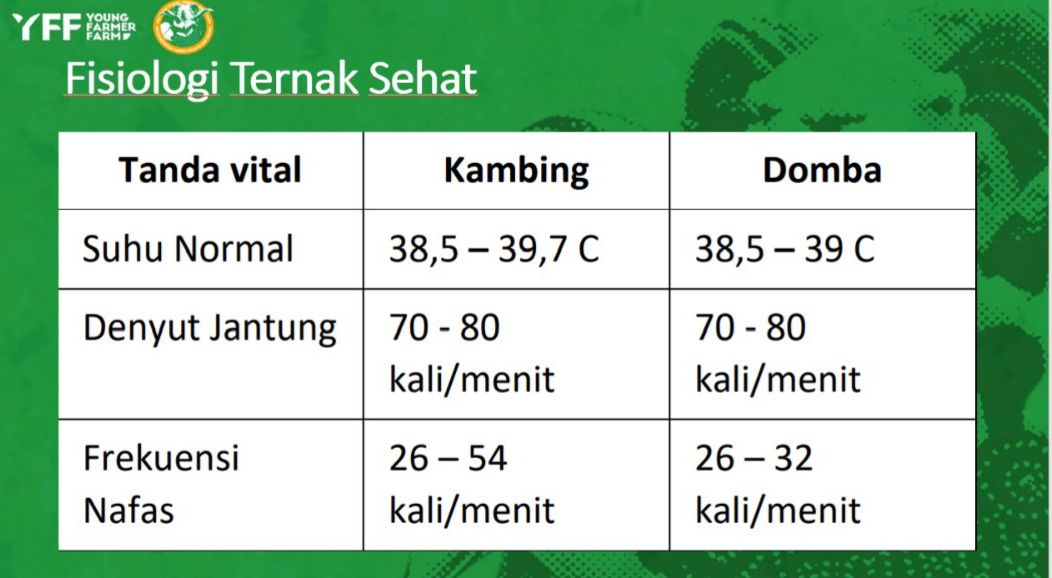 YFF YOUNG
FARMER
FARM
Fisiologi Ternak Sehat
Tanda vital Kambing Domba
Suhu Normal 38,5 – 39,7 C 38,5 – 39 C
Denyut Jantung 70 - 80 70 - 80
kali/menit kali/menit
Frekuensi 26 – 54 26 – 32
Nafas kali/menit kali/menit